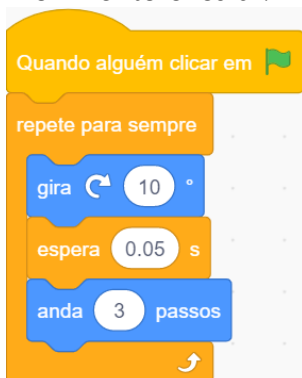 Quando alguém clicar em
repete para sempre
gira 10 °
espera 0.05 s
anda 3 passos